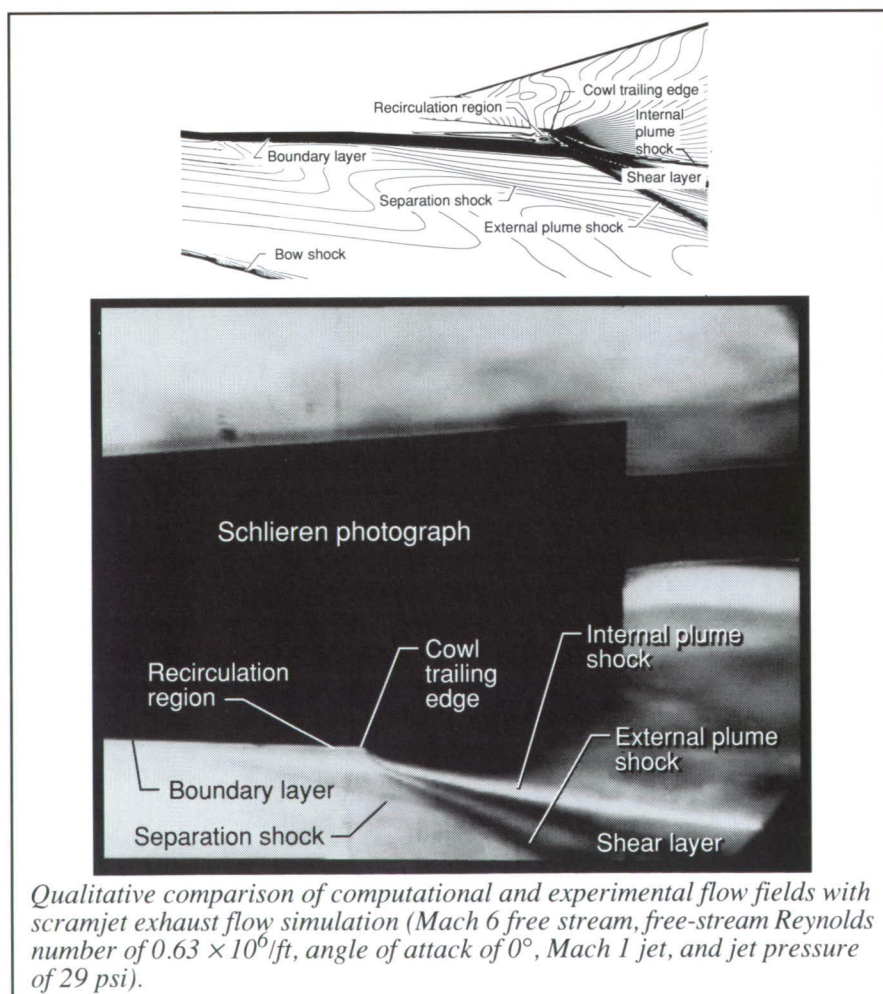 Cowl trailing edge
Recirculation region
Internal
plume
shock
Boundary layer
Shear layer
Separation shock
External plume shock
Bow shock
Schlieren photograph
Internal plume
shock
Cowl
trailing
edge
Recirculation
region
External plume
shock
Boundary layer
Separation shock
Shear layer
Qualitative comparison of computational and experimental flow fields with
scramjet exhaust flow simulation (Mach 6 free stream, free-stream Reynolds
number of 0.63 × 10⁶/ft, angle of attack of 0°, Mach 1 jet, and jet pressure
of 29 psi).